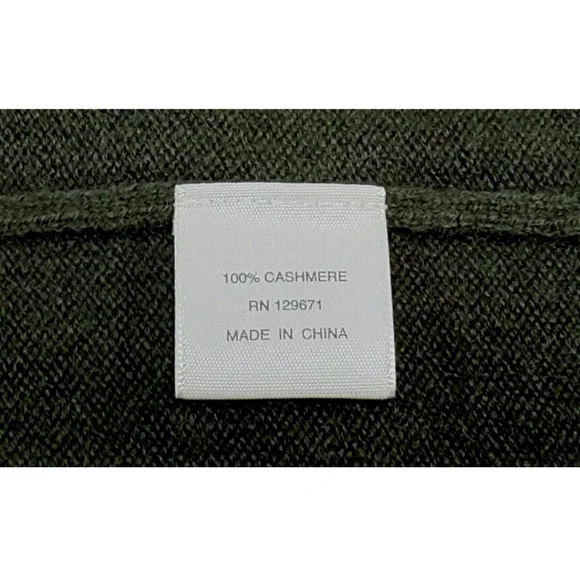 100% CASHMERE
RN 129671
MADE IN CHINA